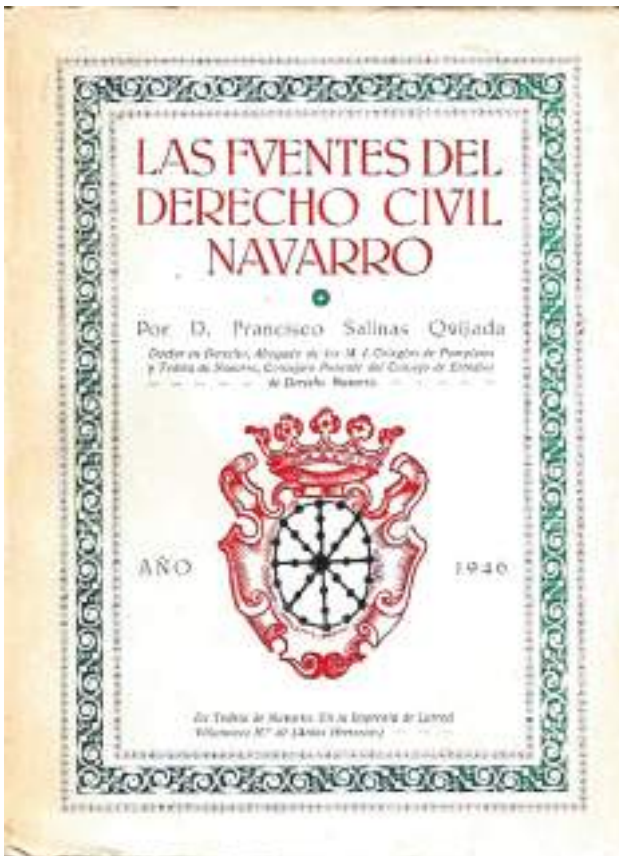 LAS FVENTES DEL
DERECHO CIVIL
NAVARRO
Por D. Francisco Salinas Quijada
Doctor en Derecho, Abogado de los M. I. Colegios de Pamplona
y Tudela de Navarra, Consejero Ponente del Consejo de Estudios
de Derecho Navarro
AÑO 1946
En Tudela de Navarra. En la Imprenta de Larrad
Villanueva N.º